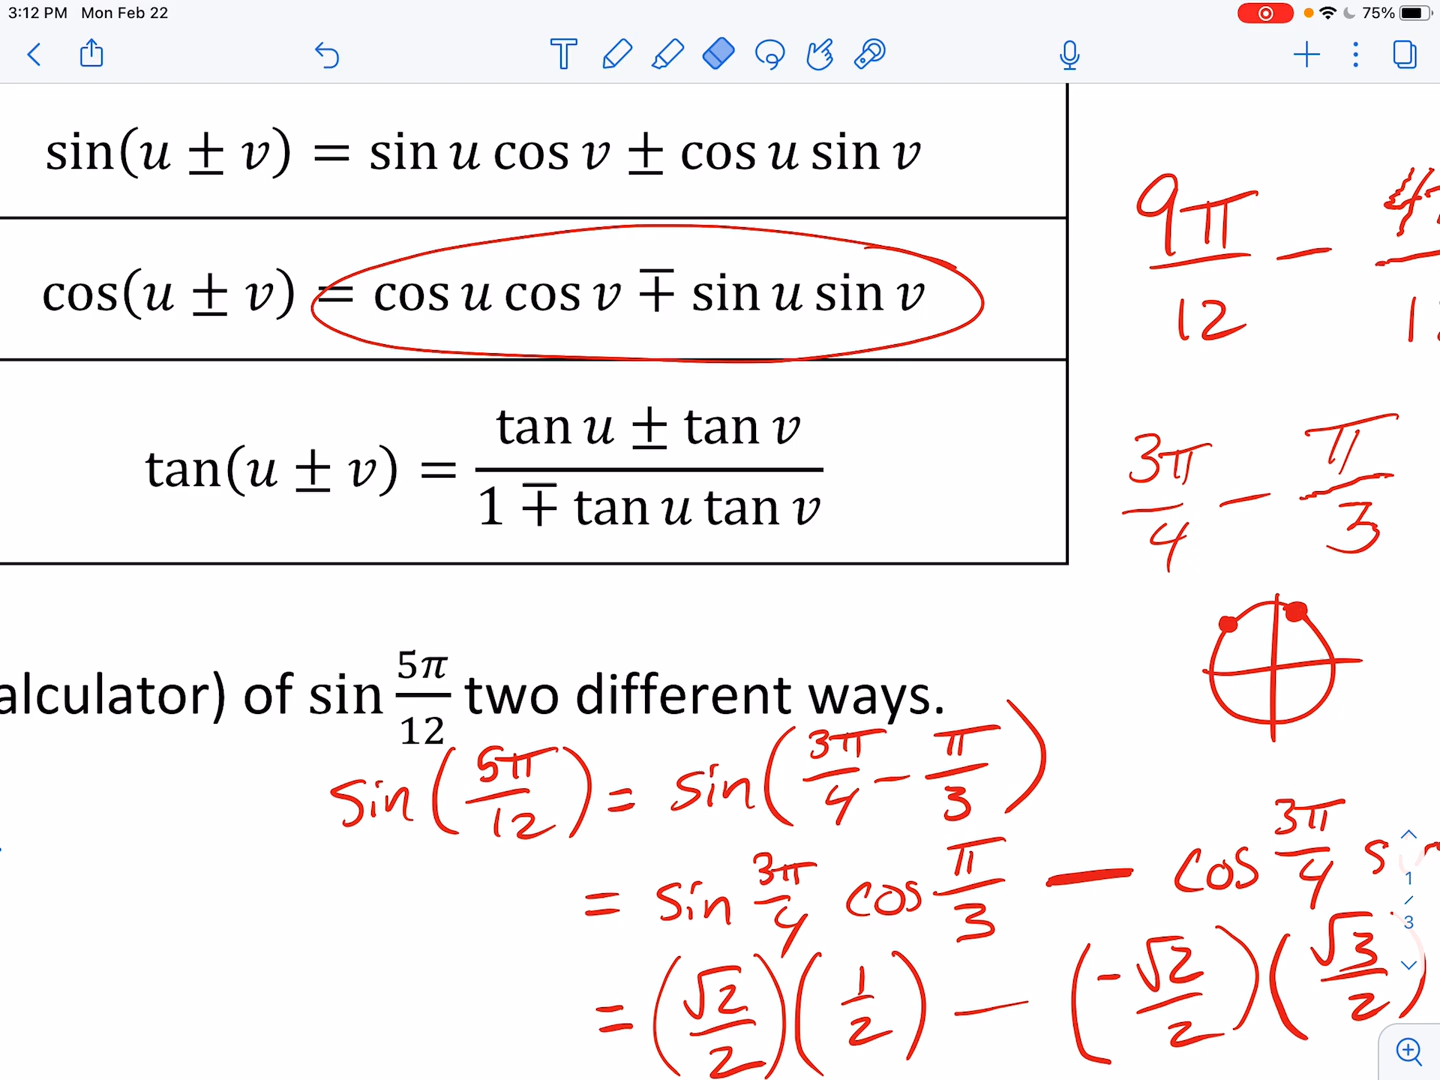 3:12 PM Mon Feb 22 75%
sin(u ± v) = sin u cos v ± cos u sin v
cos(u ± v) = cos u cos v ∓ sin u sin v
tan(u ± v) = (tan u ± tan v)/(1 ∓ tan u tan v)
9π/12 -
3π/4 - π/3
alculator) of sin 5π/12 two different ways.
sin(5π/12) = sin(3π/4 - π/3)
= sin 3π/4 cos π/3 - cos 3π/4 s
= (√2/2)(1/2) - (-√2/2)(√3/2)
1
/
3